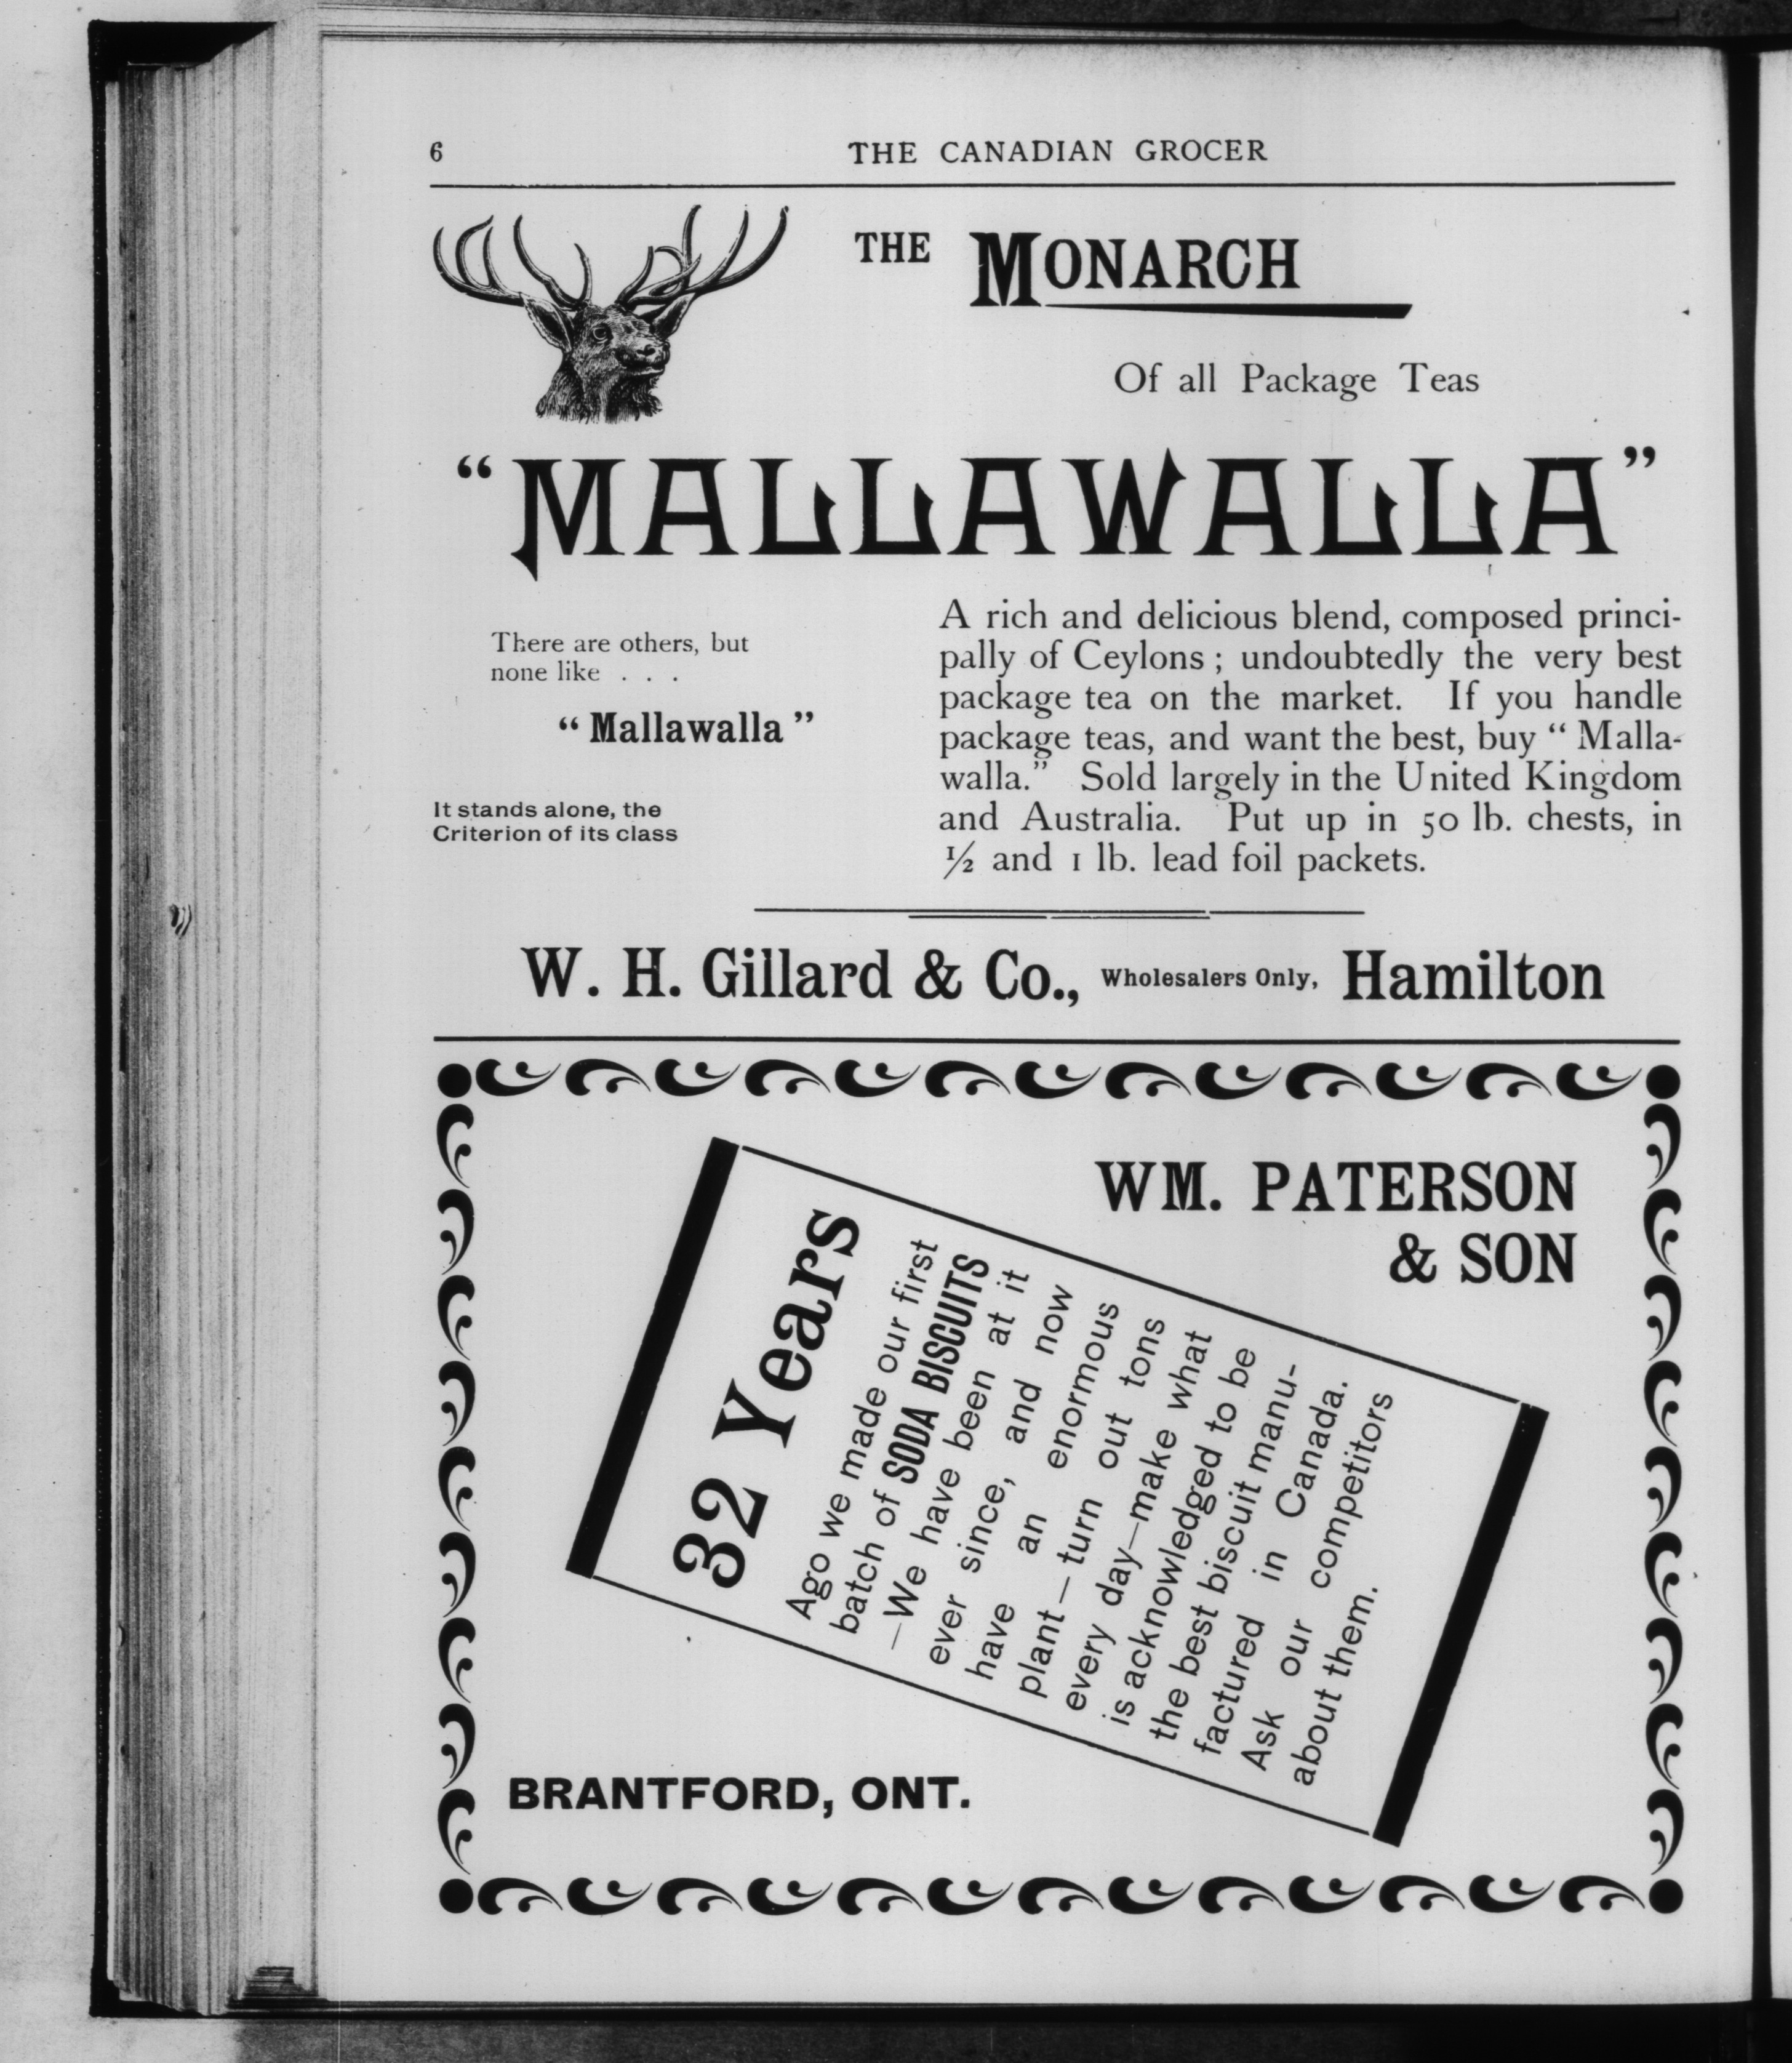 6
THE CANADIAN GROCER
THE MONARCH
Of all Package Teas
“MALLAWALLA”
There are others, but
none like . . .
“Mallawalla”
It stands alone, the
Criterion of its class
A rich and delicious blend, composed princi-
pally of Ceylons; undoubtedly the very best
package tea on the market. If you handle
package teas, and want the best, buy “Malla-
walla.” Sold largely in the United Kingdom
and Australia. Put up in 50 lb. chests, in
½ and 1 lb. lead foil packets.
W. H. Gillard & Co., Wholesalers Only, Hamilton
WM. PATERSON
& SON
32 Years
Ago we made our first
batch of SODA BISCUITS
—We have been at it
ever since, and now
have an enormous
plant—turn out tons
every day—make what
is acknowledged to be
the best biscuit manu-
factured in Canada.
Ask our competitors
about them.
BRANTFORD, ONT.